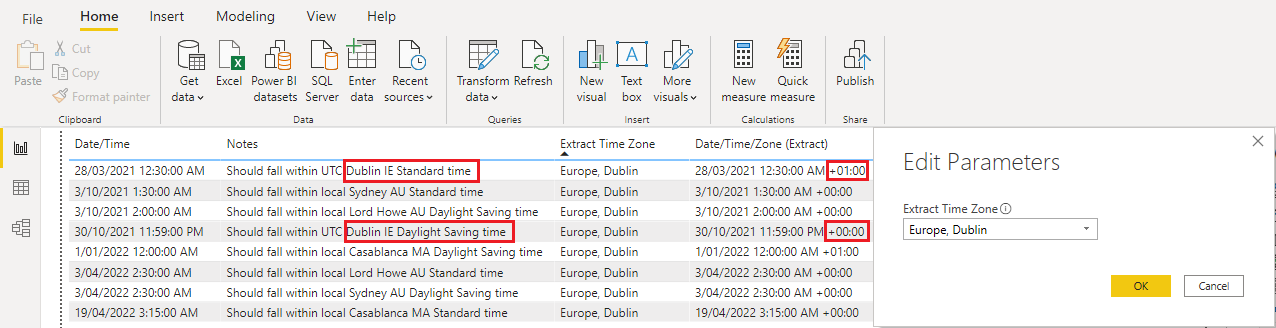 File Home Insert Modeling View Help
Paste Cut Get data Excel Power BI datasets SQL Server Enter data Recent sources Transform data Refresh New visual Text box More visuals New measure Quick measure Publish
Copy
Format painter
Clipboard Data Queries Insert Calculations Share
Date/Time Notes Extract Time Zone Date/Time/Zone (Extract)
28/03/2021 12:30:00 AM Should fall within UTC Dublin IE Standard time Europe, Dublin 28/03/2021 12:30:00 AM +01:00
3/10/2021 1:30:00 AM Should fall within local Sydney AU Standard time Europe, Dublin 3/10/2021 1:30:00 AM +00:00
3/10/2021 2:00:00 AM Should fall within local Lord Howe AU Daylight Saving time Europe, Dublin 3/10/2021 2:00:00 AM +00:00
30/10/2021 11:59:00 PM Should fall within UTC Dublin IE Daylight Saving time Europe, Dublin 30/10/2021 11:59:00 PM +00:00
1/01/2022 12:00:00 AM Should fall within local Casablanca MA Daylight Saving time Europe, Dublin 1/01/2022 12:00:00 AM +01:00
3/04/2022 2:30:00 AM Should fall within local Lord Howe AU Standard time Europe, Dublin 3/04/2022 2:30:00 AM +00:00
3/04/2022 2:30:00 AM Should fall within local Sydney AU Daylight Saving time Europe, Dublin 3/04/2022 2:30:00 AM +00:00
19/04/2022 3:15:00 AM Should fall within local Casablanca MA Standard time Europe, Dublin 19/04/2022 3:15:00 AM +00:00
Edit Parameters
Extract Time Zone
Europe, Dublin
OK Cancel